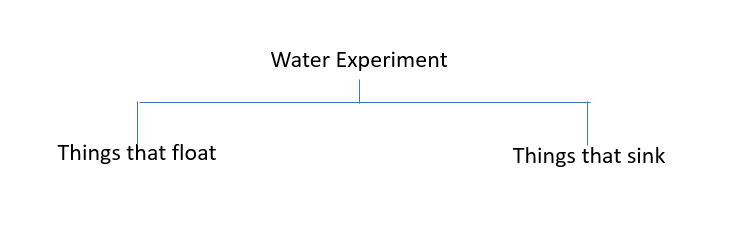 Water Experiment
Things that float
Things that sink